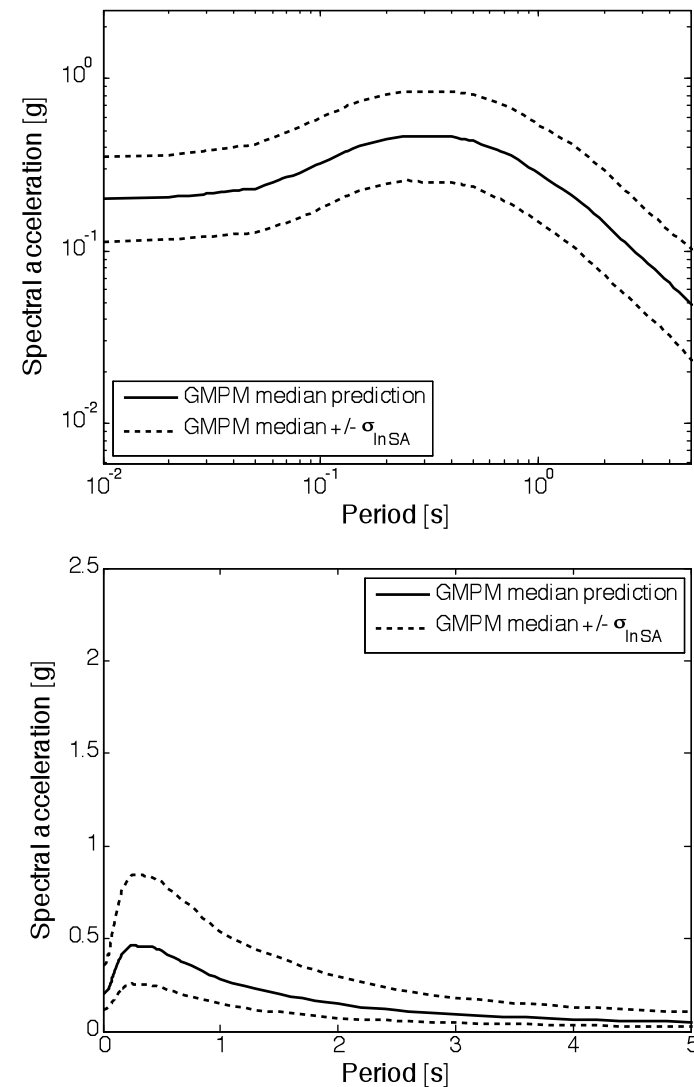 10^0
10^-1
10^-2
Spectral acceleration [g]
GMPM median prediction
GMPM median +/- σ_lnSA
10^-2 10^-1 10^0
Period [s]
2.5
2
1.5
1
0.5
0
Spectral acceleration [g]
GMPM median prediction
GMPM median +/- σ_lnSA
0 1 2 3 4 5
Period [s]